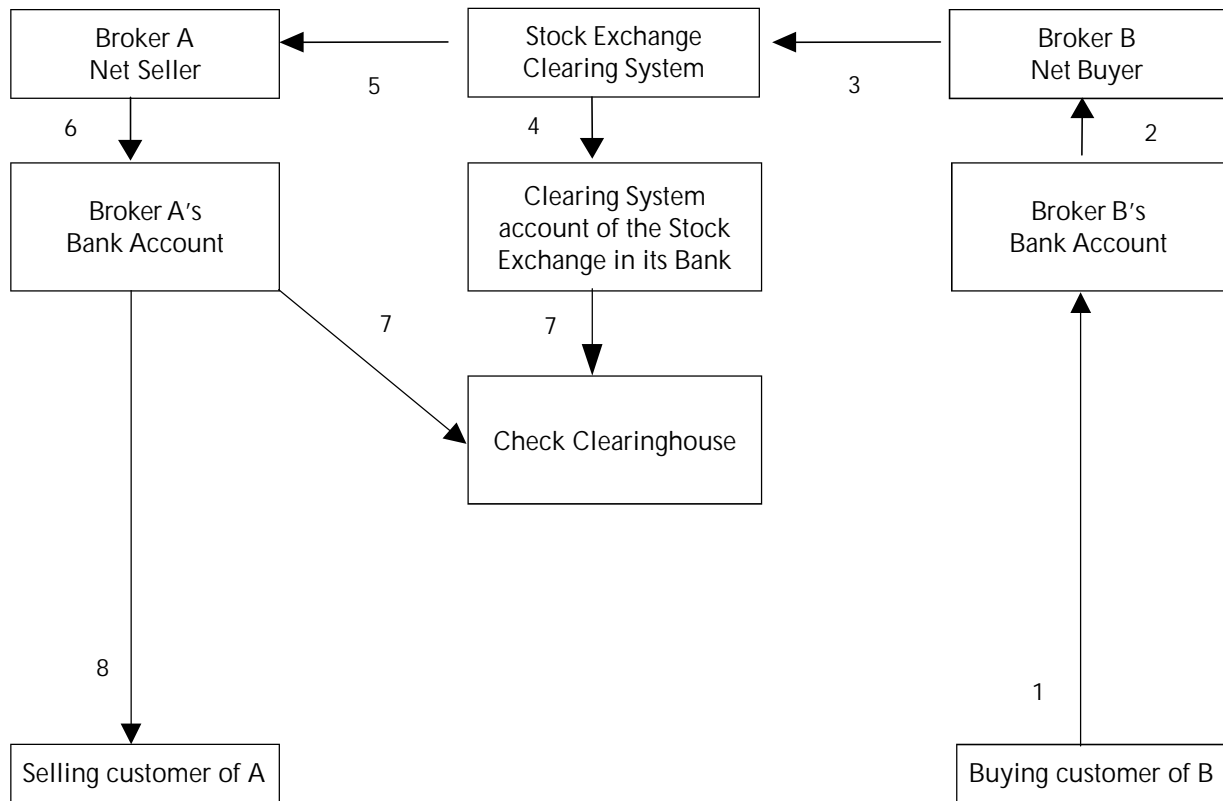 Broker A
Net Seller
Stock Exchange
Clearing System
Broker B
Net Buyer
5
3
6
4
2
Broker A's
Bank Account
Clearing System
account of the Stock
Exchange in its Bank
Broker B's
Bank Account
7
7
Check Clearinghouse
8
1
Selling customer of A
Buying customer of B